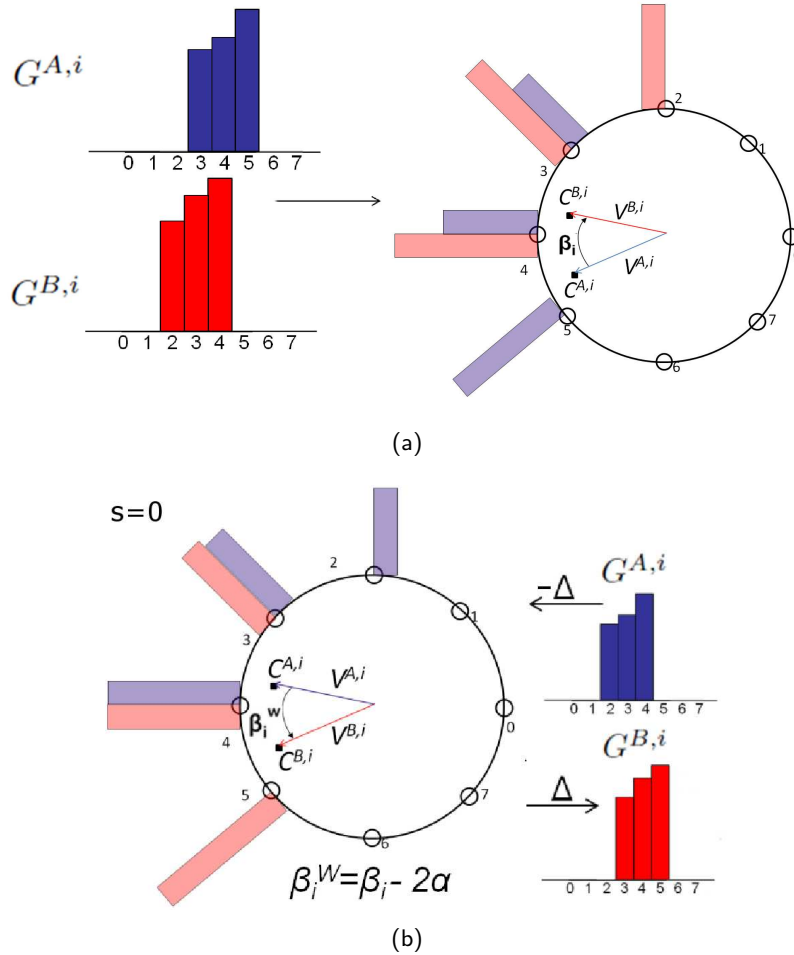 G^{A,i}
0 1 2 3 4 5 6 7
G^{B,i}
0 1 2 3 4 5 6 7
2
1
3
4
5
6
7
C^{B,i}
V^{B,i}
β_i
V^{A,i}
C^{A,i}
(a)
s=0
2
1
3
4
5
6
7
0
C^{A,i}
V^{A,i}
β_i^w
V^{B,i}
C^{B,i}
β_i^W=β_i- 2α
-Δ
G^{A,i}
0 1 2 3 4 5 6 7
G^{B,i}
Δ
0 1 2 3 4 5 6 7
(b)